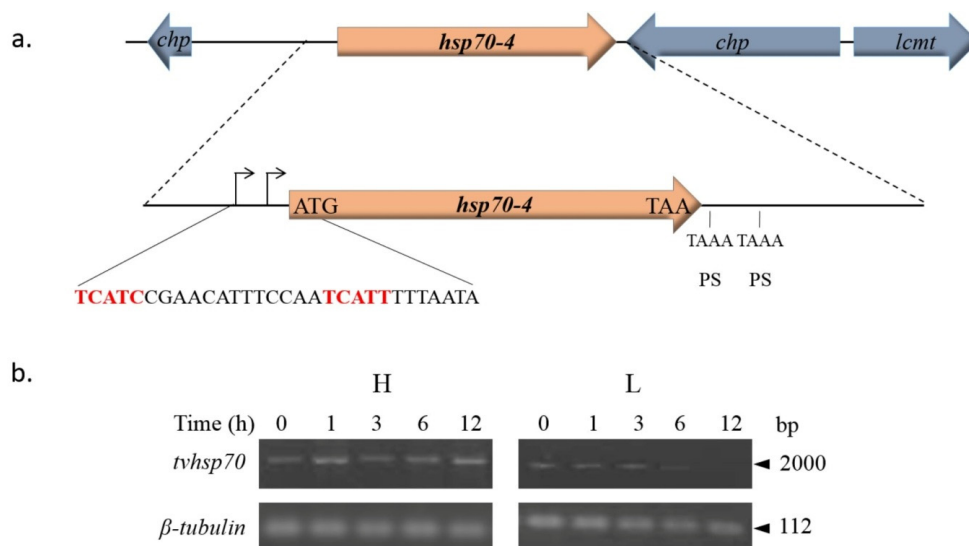 a.
chp hsp70-4 chp lcmt
ATG hsp70-4 TAA
TAAA TAAA
PS PS
TCATCCGAACATTTCCAATCATTTTTAATA
b.
H L
Time (h) 0 1 3 6 12 0 1 3 6 12 bp
tvhsp70 2000
β-tubulin 112